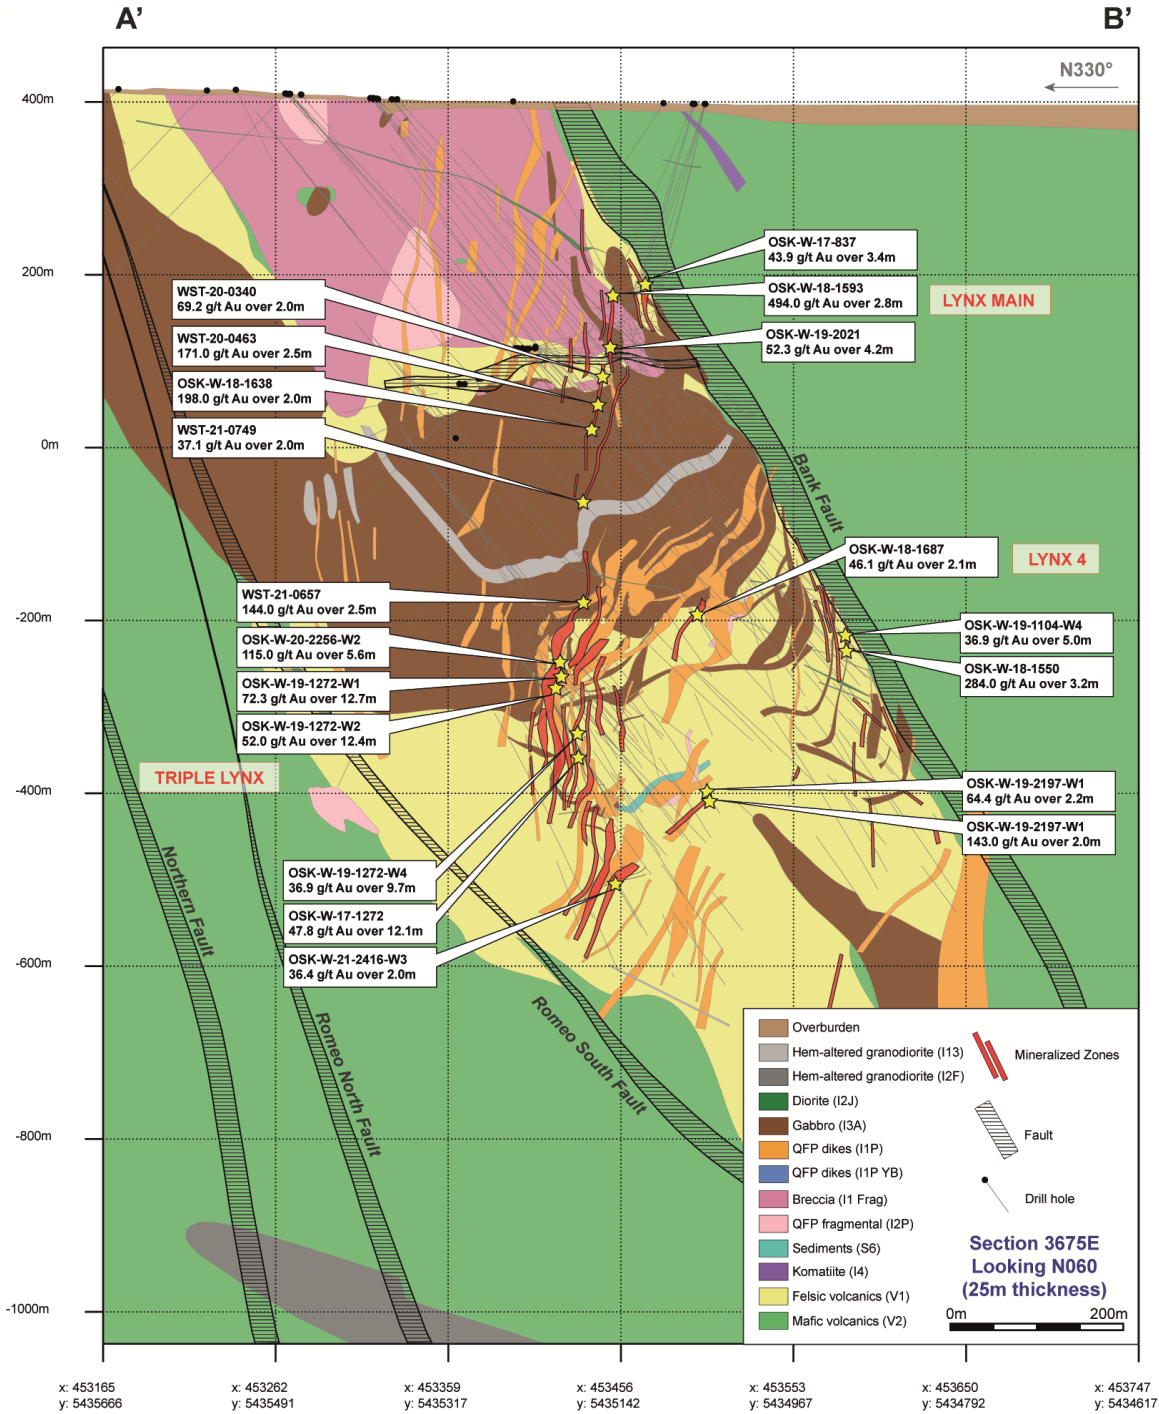 A’
B’
N330°
400m
200m
0m
-200m
-400m
-600m
-800m
-1000m
OSK-W-17-837
43.9 g/t Au over 3.4m
OSK-W-18-1593
494.0 g/t Au over 2.8m
LYNX MAIN
OSK-W-19-2021
52.3 g/t Au over 4.2m
WST-20-0340
69.2 g/t Au over 2.0m
WST-20-0463
171.0 g/t Au over 2.5m
OSK-W-18-1638
198.0 g/t Au over 2.0m
WST-21-0749
37.1 g/t Au over 2.0m
Bank Fault
OSK-W-18-1687
46.1 g/t Au over 2.1m
LYNX 4
WST-21-0657
144.0 g/t Au over 2.5m
OSK-W-20-2256-W2
115.0 g/t Au over 5.6m
OSK-W-19-1272-W1
72.3 g/t Au over 12.7m
OSK-W-19-1272-W2
52.0 g/t Au over 12.4m
OSK-W-19-1104-W4
36.9 g/t Au over 5.0m
OSK-W-18-1550
284.0 g/t Au over 3.2m
TRIPLE LYNX
OSK-W-19-2197-W1
64.4 g/t Au over 2.2m
OSK-W-19-2197-W1
143.0 g/t Au over 2.0m
OSK-W-19-1272-W4
36.9 g/t Au over 9.7m
OSK-W-17-1272
47.8 g/t Au over 12.1m
OSK-W-21-2416-W3
36.4 g/t Au over 2.0m
Northern Fault
Romeo North Fault
Romeo South Fault
Overburden
Hem-altered granodiorite (I13)
Hem-altered granodiorite (I2F)
Diorite (I2J)
Gabbro (I3A)
QFP dikes (I1P)
QFP dikes (I1P YB)
Breccia (I1 Frag)
QFP fragmental (I2P)
Sediments (S6)
Komatiite (I4)
Felsic volcanics (V1)
Mafic volcanics (V2)
Mineralized Zones
Fault
Drill hole
Section 3675E
Looking N060
(25m thickness)
0m 200m
x: 453165
y: 5435666
x: 453262
y: 5435491
x: 453359
y: 5435317
x: 453456
y: 5435142
x: 453553
y: 5434967
x: 453650
y: 5434792
x: 453747
y: 5434617